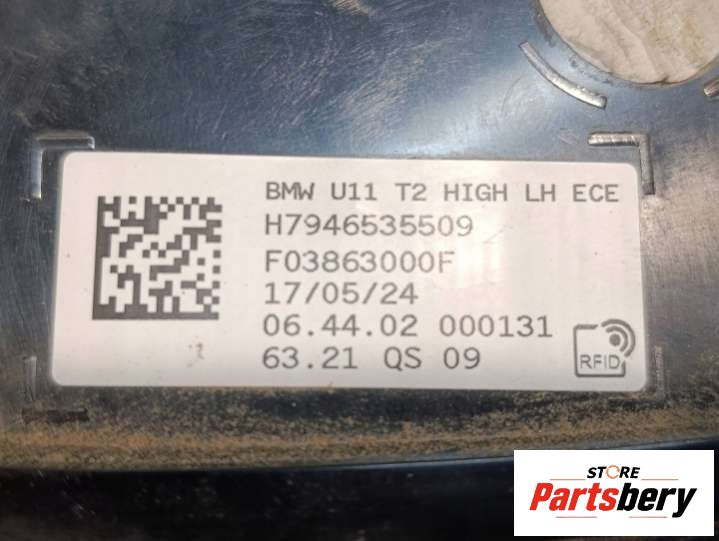 BMW U11 T2 HIGH LH ECE
H7946535509
F03863000F
17/05/24
06.44.02 000131
63.21 QS 09
RFID
STORE
Partsbery